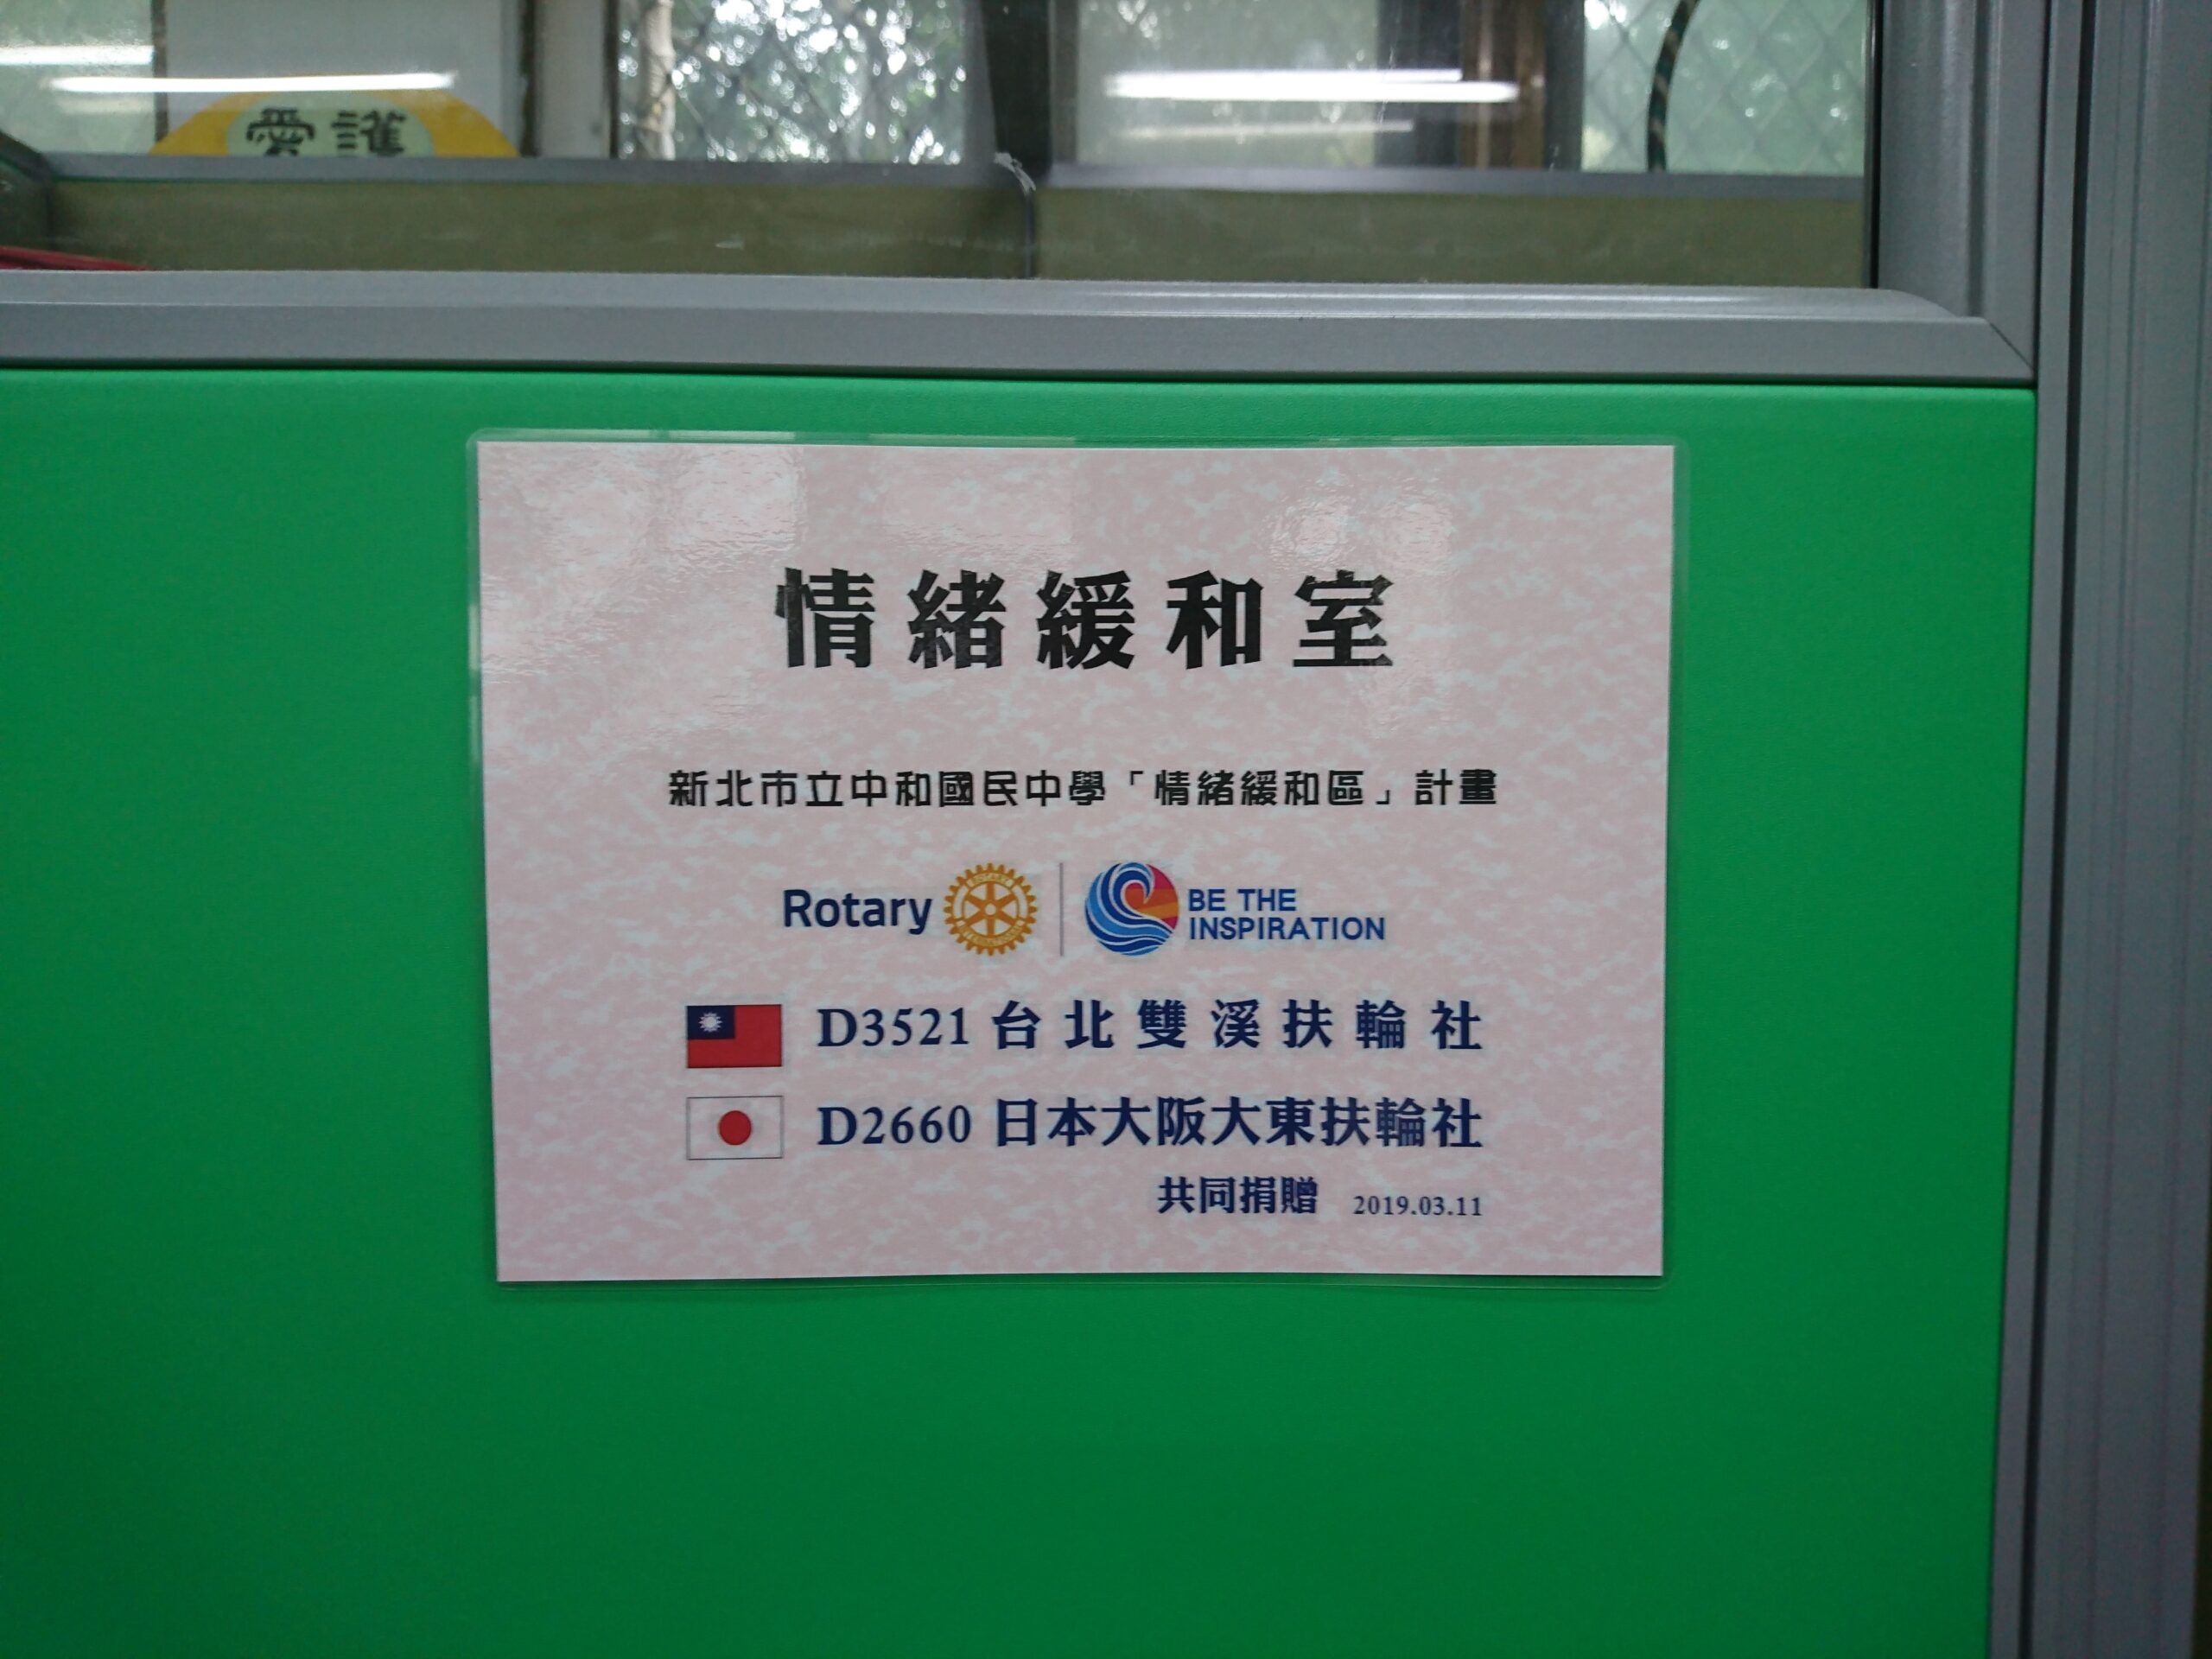 愛護
情緒緩和室
新北市立中和國民中學「情緒緩和區」計畫
Rotary
BE THE
INSPIRATION
D3521 台北雙溪扶輪社
D2660 日本大阪大東扶輪社
共同捐贈 2019.03.11